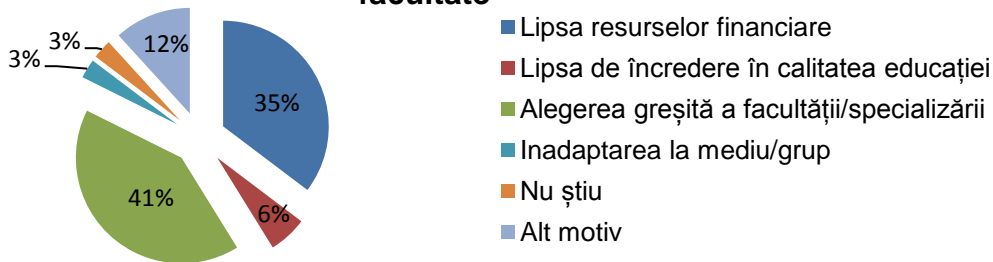 facultate
12%
3%
3%
35%
41%
6%
Lipsa resurselor financiare
Lipsa de încredere în calitatea educației
Alegerea greșită a facultății/specializării
Inadaptarea la mediu/grup
Nu știu
Alt motiv